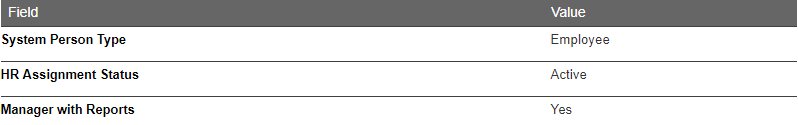 Field Value
System Person Type Employee
HR Assignment Status Active
Manager with Reports Yes